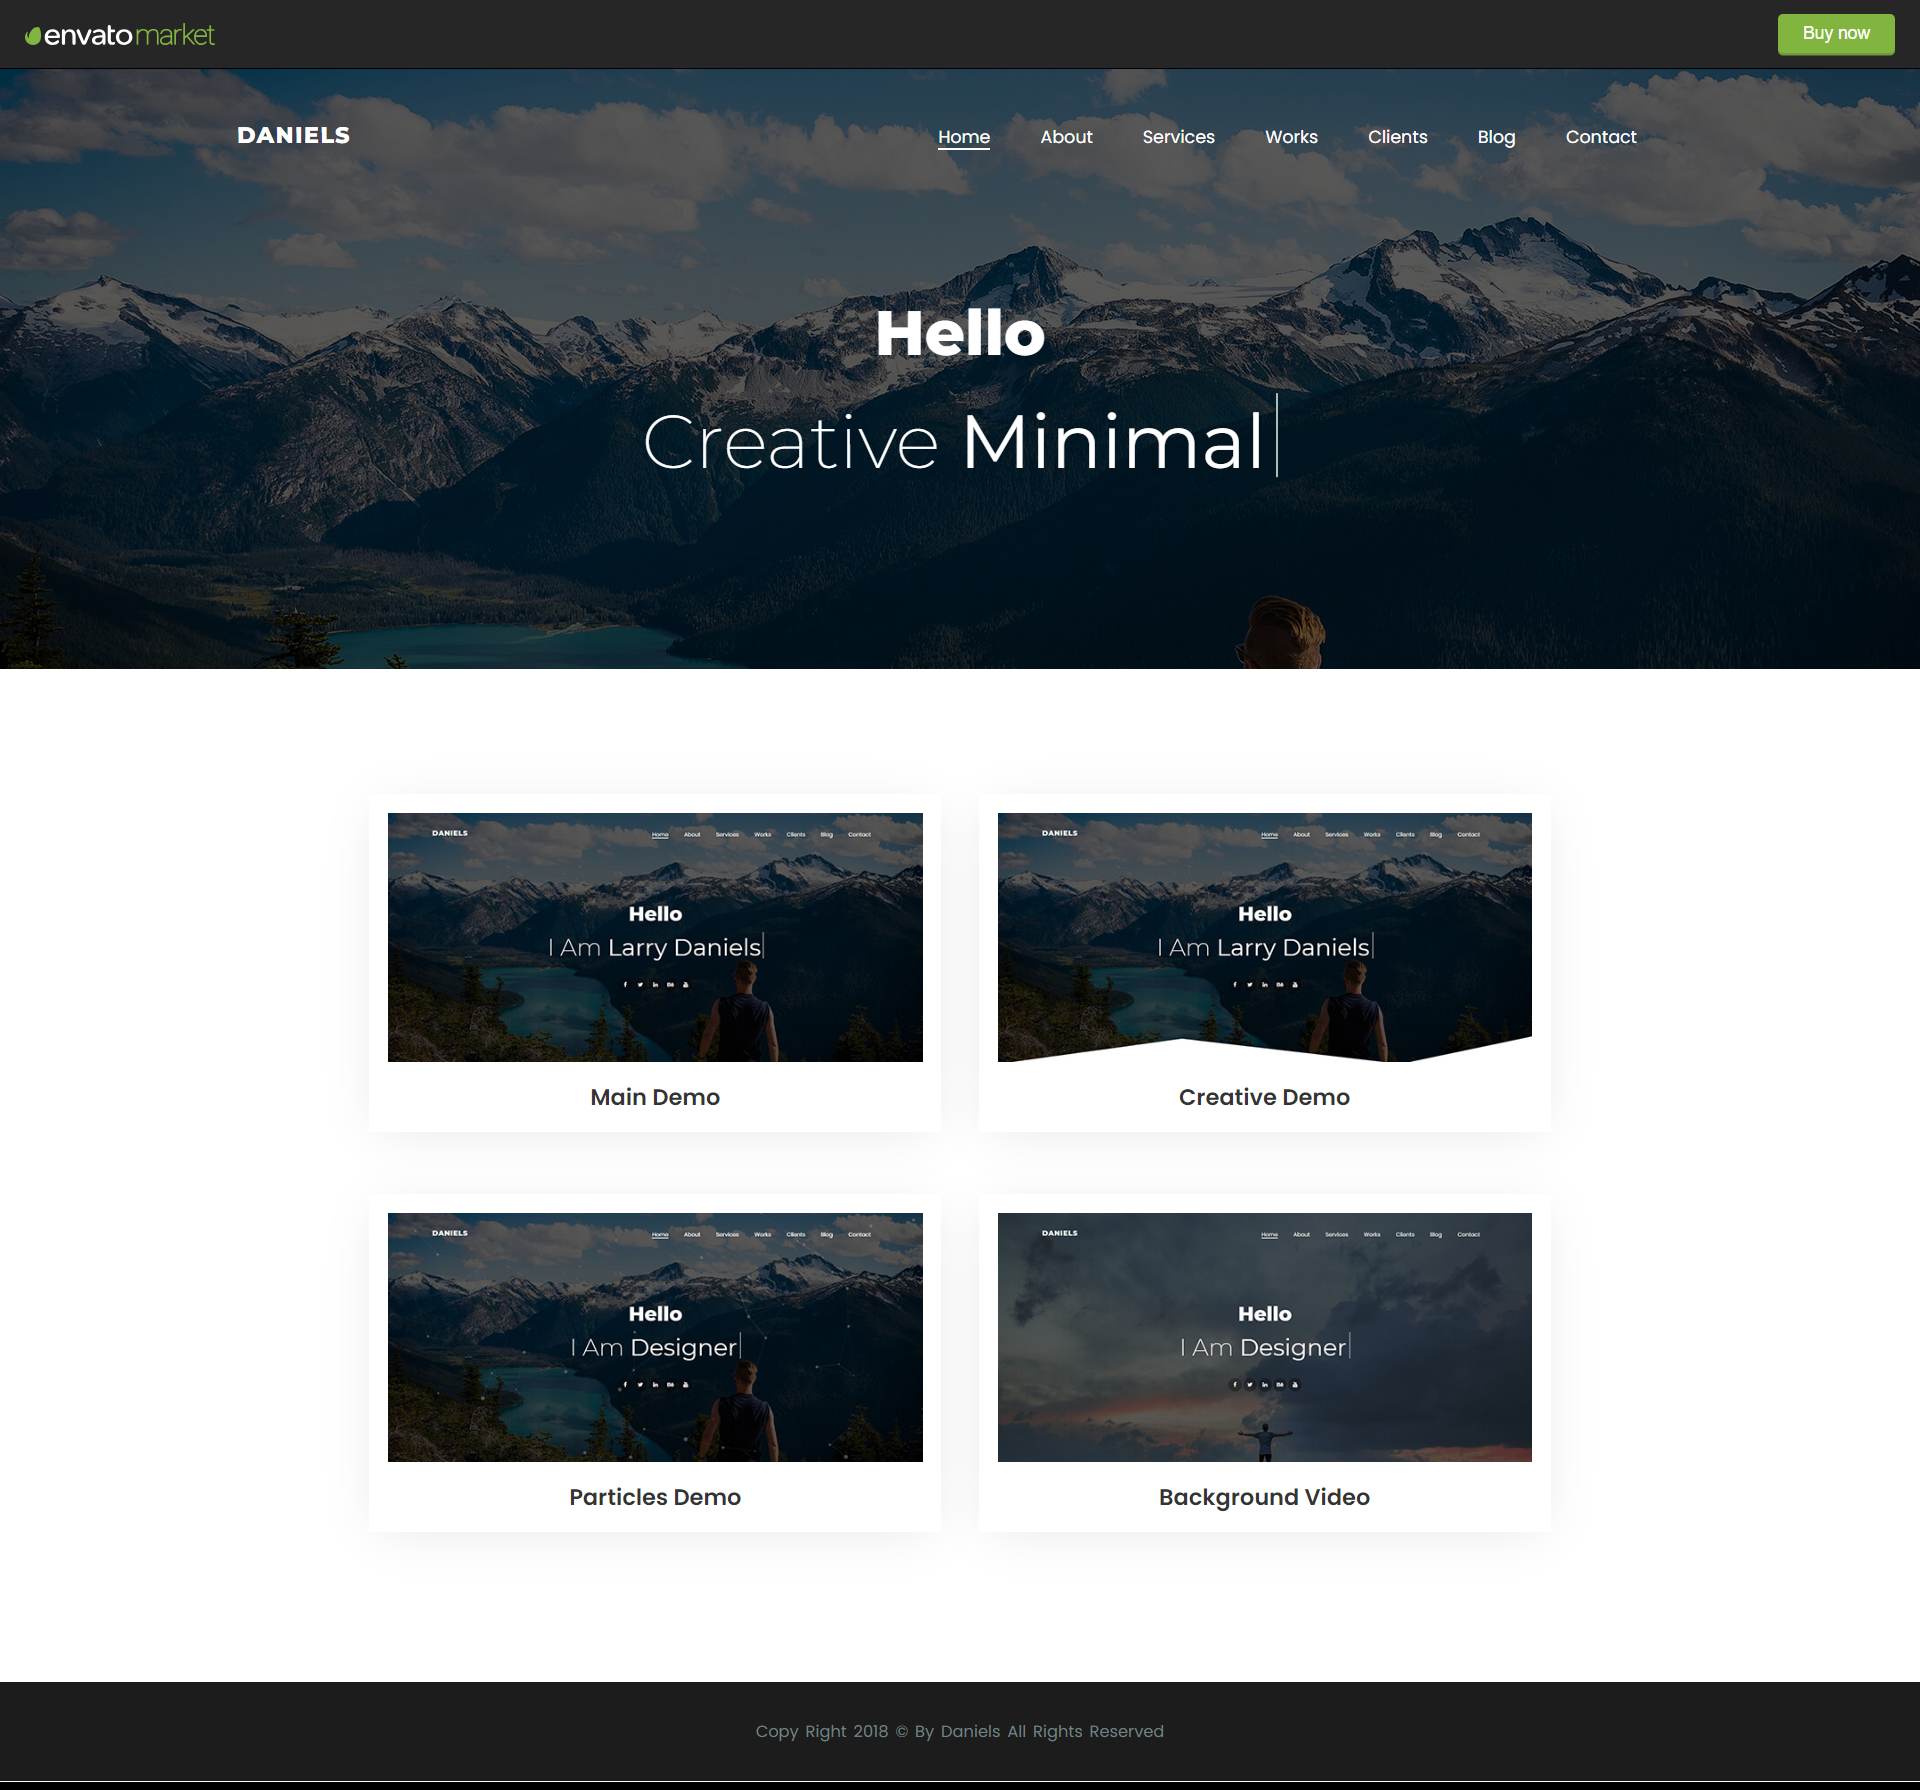 envato market
Buy now
DANIELS
Home About Services Works Clients Blog Contact
Hello
Creative Minimal
DANIELS
Home About Services Works Clients Blog Contact
Hello
I Am Larry Daniels
Main Demo
DANIELS
Home About Services Works Clients Blog Contact
Hello
I Am Larry Daniels
Creative Demo
DANIELS
Home About Services Works Clients Blog Contact
Hello
I Am Designer
Particles Demo
DANIELS
Home About Services Works Clients Blog Contact
Hello
I Am Designer
Background Video
Copy Right 2018 © By Daniels All Rights Reserved